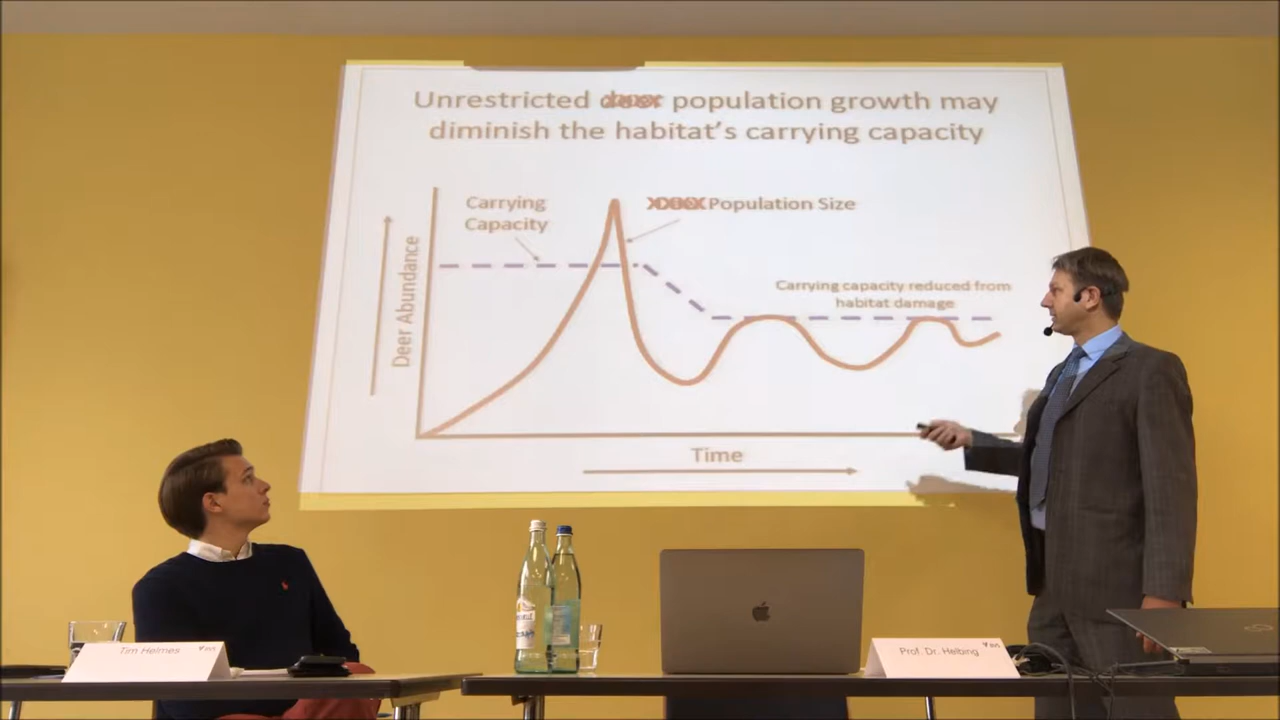 Unrestricted deer population growth may
diminish the habitat's carrying capacity
Carrying
Capacity
Population Size
Deer Abundance
Carrying capacity reduced from
habitat damage
Time
Tim Helmes
Prof. Dr. Helbing